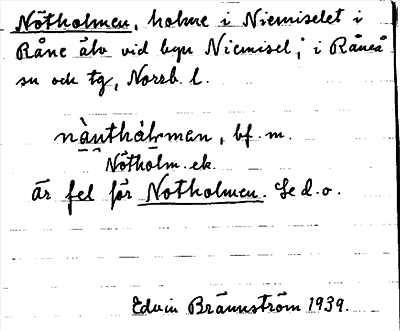 Nötholmen, holme i Niemiselet i
Råne älv vid byn Niemisel, i Råneå
sn och tg, Norrb. l.
nànthåḷman, bf. m.
Nötholm. ek.
är fel för Notholmen. Se d. o.
Edvin Brännström 1939.